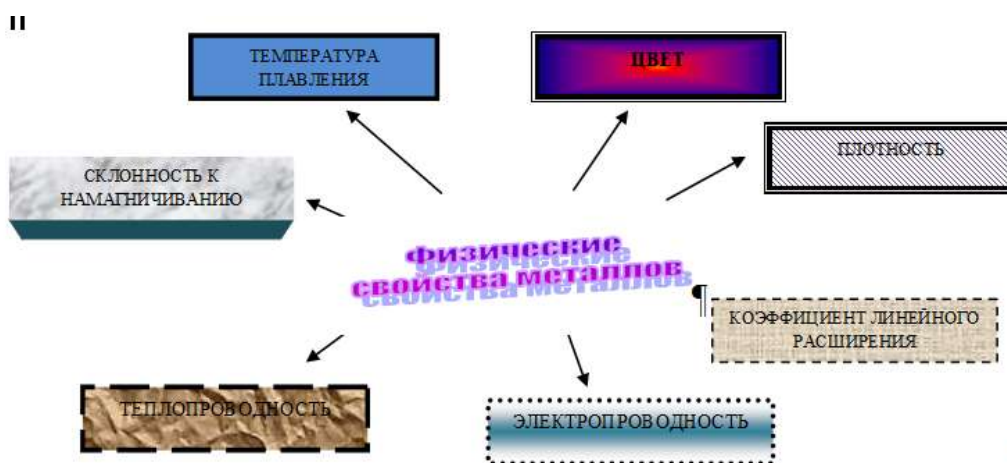 ТЕМПЕРАТУРА
ПЛАВЛЕНИЯ
ЦВЕТ
ПЛОТНОСТЬ
СКЛОННОСТЬ К
НАМАГНИЧИВАНИЮ
Физические
свойства металлов
¶
КОЭФФИЦИЕНТ ЛИНЕЙНОГО
РАСШИРЕНИЯ
ТЕПЛОПРОВОДНОСТЬ
ЭЛЕКТРОПРОВОДНОСТЬ